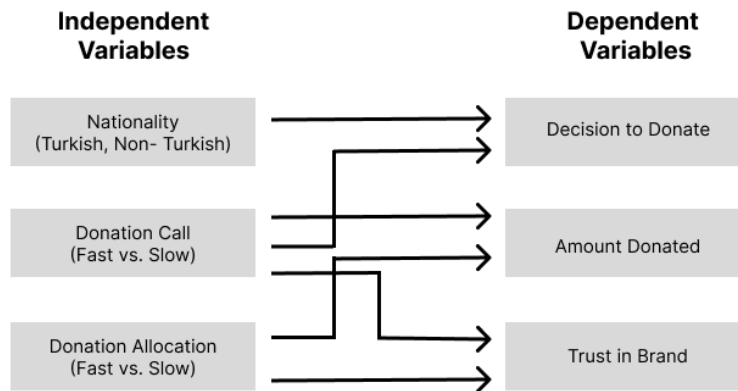 Independent
Variables
Dependent
Variables
Nationality
(Turkish, Non- Turkish)
Decision to Donate
Donation Call
(Fast vs. Slow)
Amount Donated
Donation Allocation
(Fast vs. Slow)
Trust in Brand